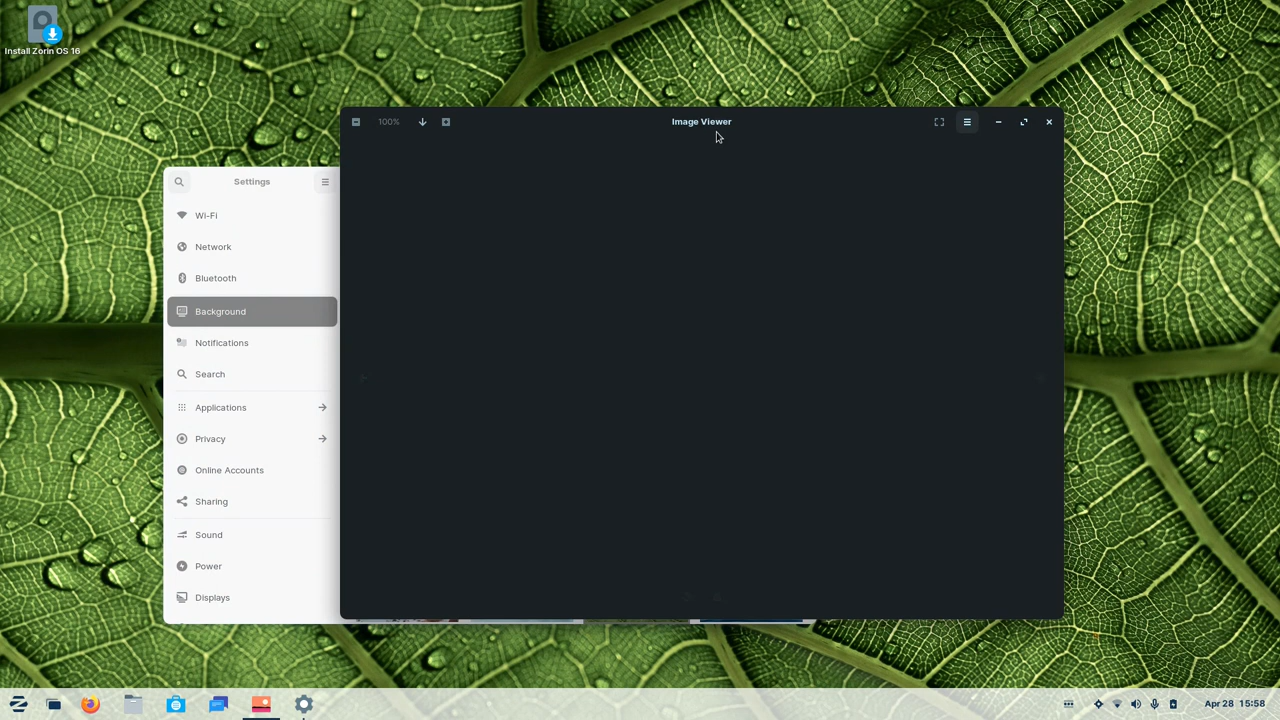 Install Zorin OS 16
100%
Image Viewer
Settings
Wi-Fi
Network
Bluetooth
Background
Notifications
Search
Applications
Privacy
Online Accounts
Sharing
Sound
Power
Displays
Apr 28 15:58